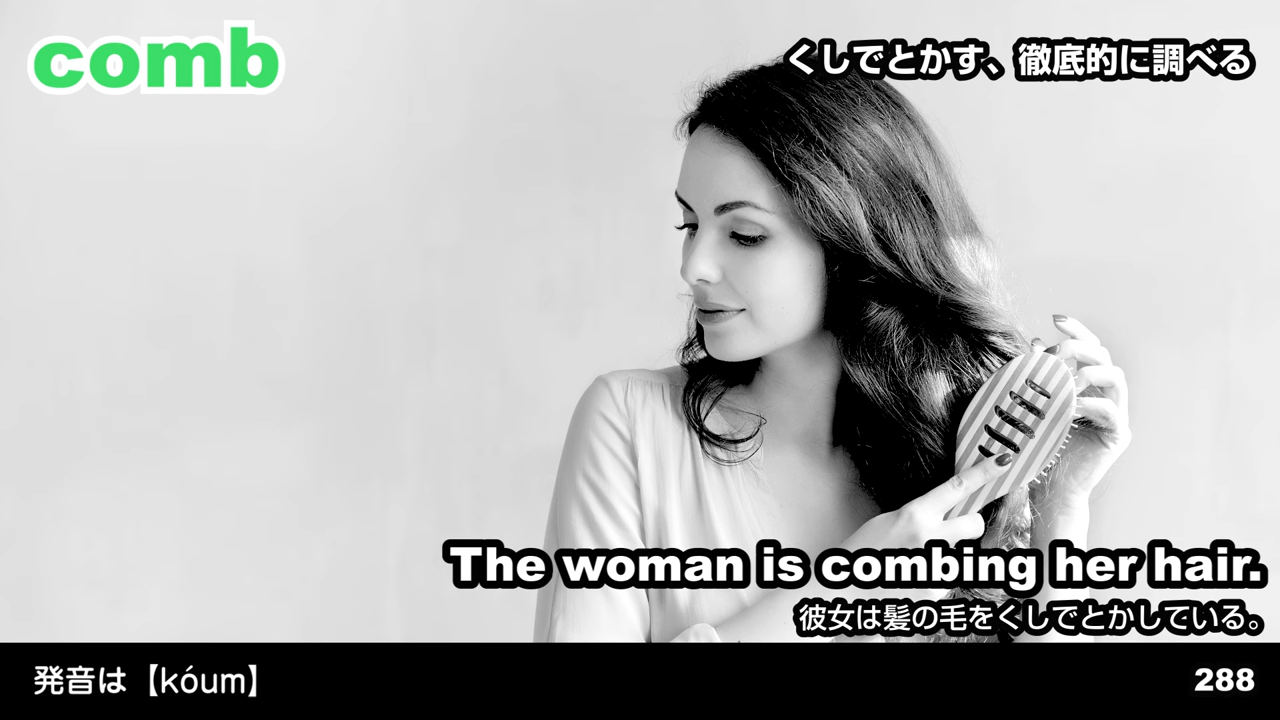 comb
くしでとかす、徹底的に調べる
The woman is combing her hair.
彼女は髪の毛をくしでとかしている。
発音は【kóum】
288